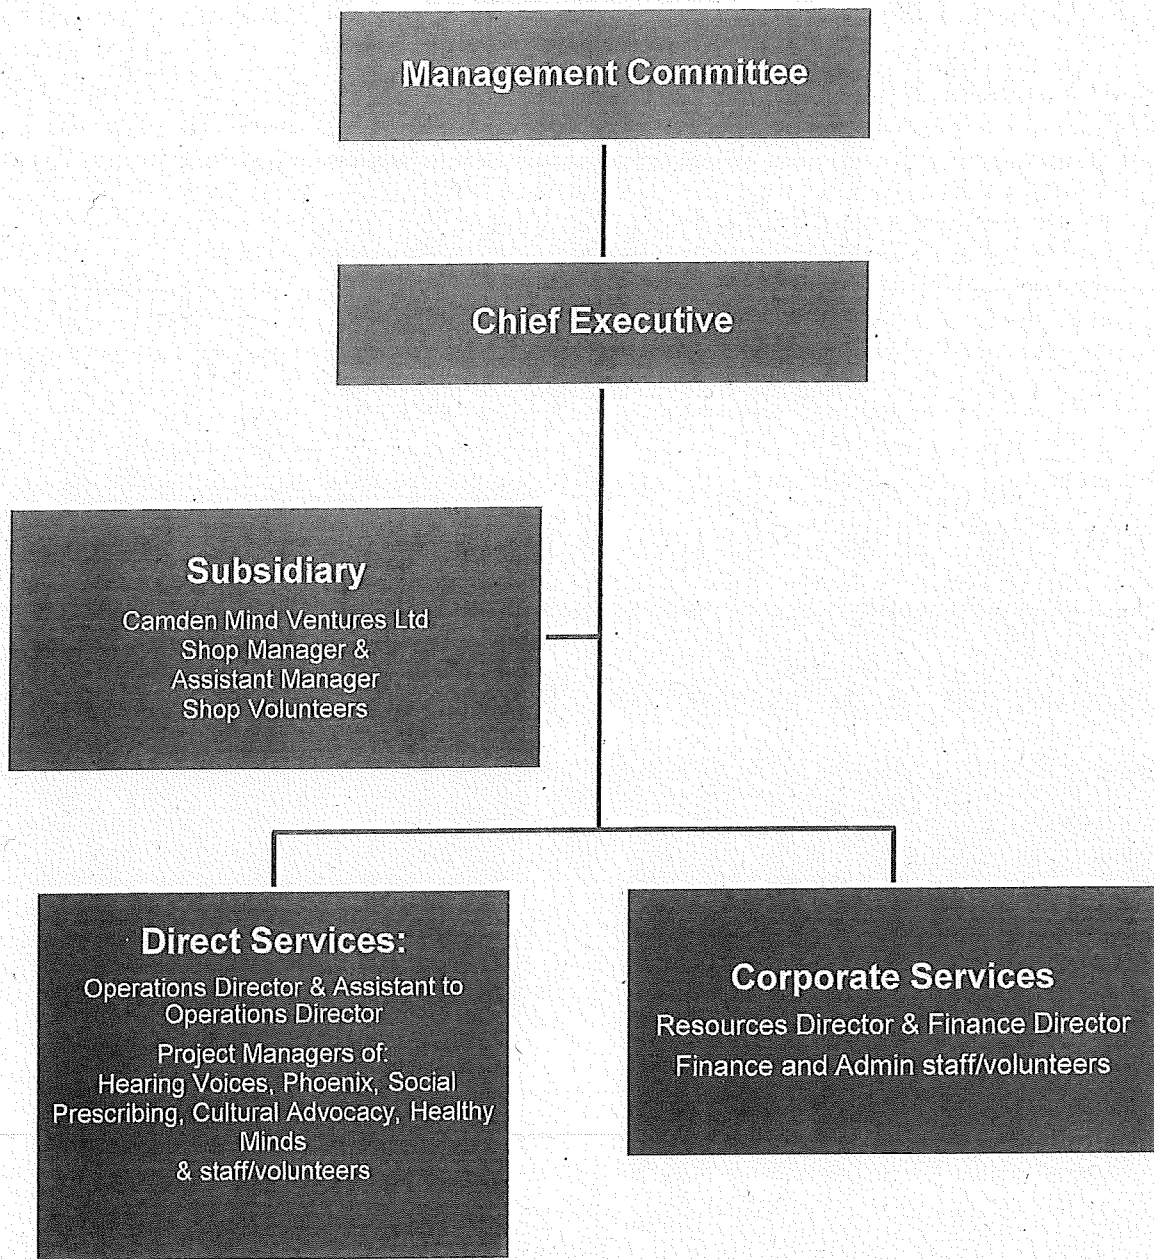 Management Committee
Chief Executive
Subsidiary
Camden Mind Ventures Ltd
Shop Manager &
Assistant Manager
Shop Volunteers
Direct Services:
Operations Director & Assistant to
Operations Director
Project Managers of:
Hearing Voices, Phoenix, Social
Prescribing, Cultural Advocacy, Healthy
Minds
& staff/volunteers
Corporate Services
Resources Director & Finance Director
Finance and Admin staff/volunteers